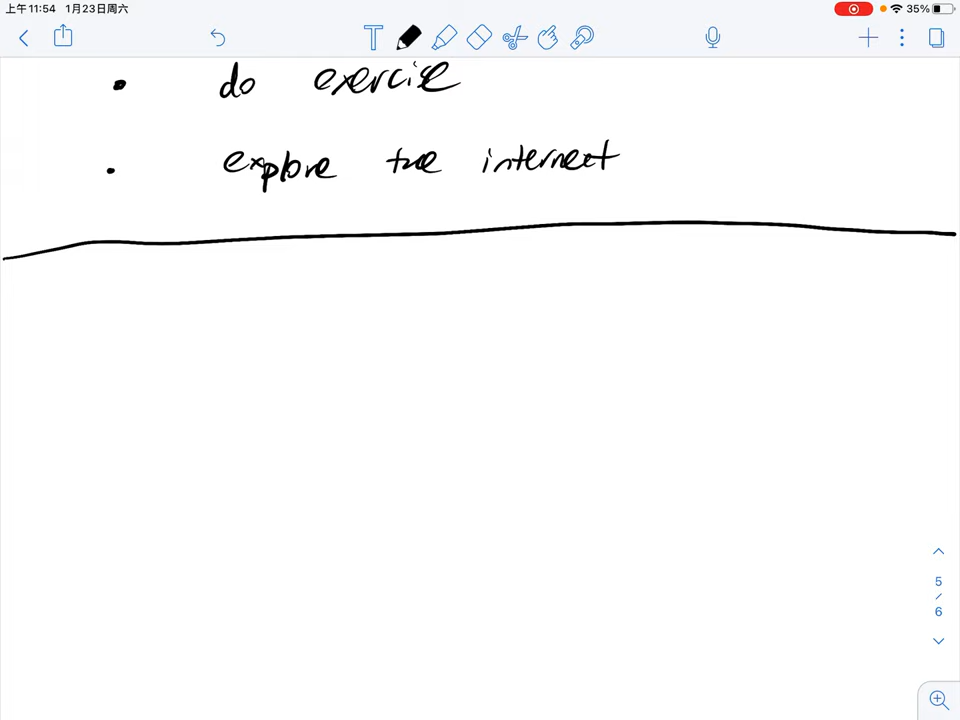 上午11:54 1月23日周六 35%
T
• do exercise
• explore the internet
5
/
6